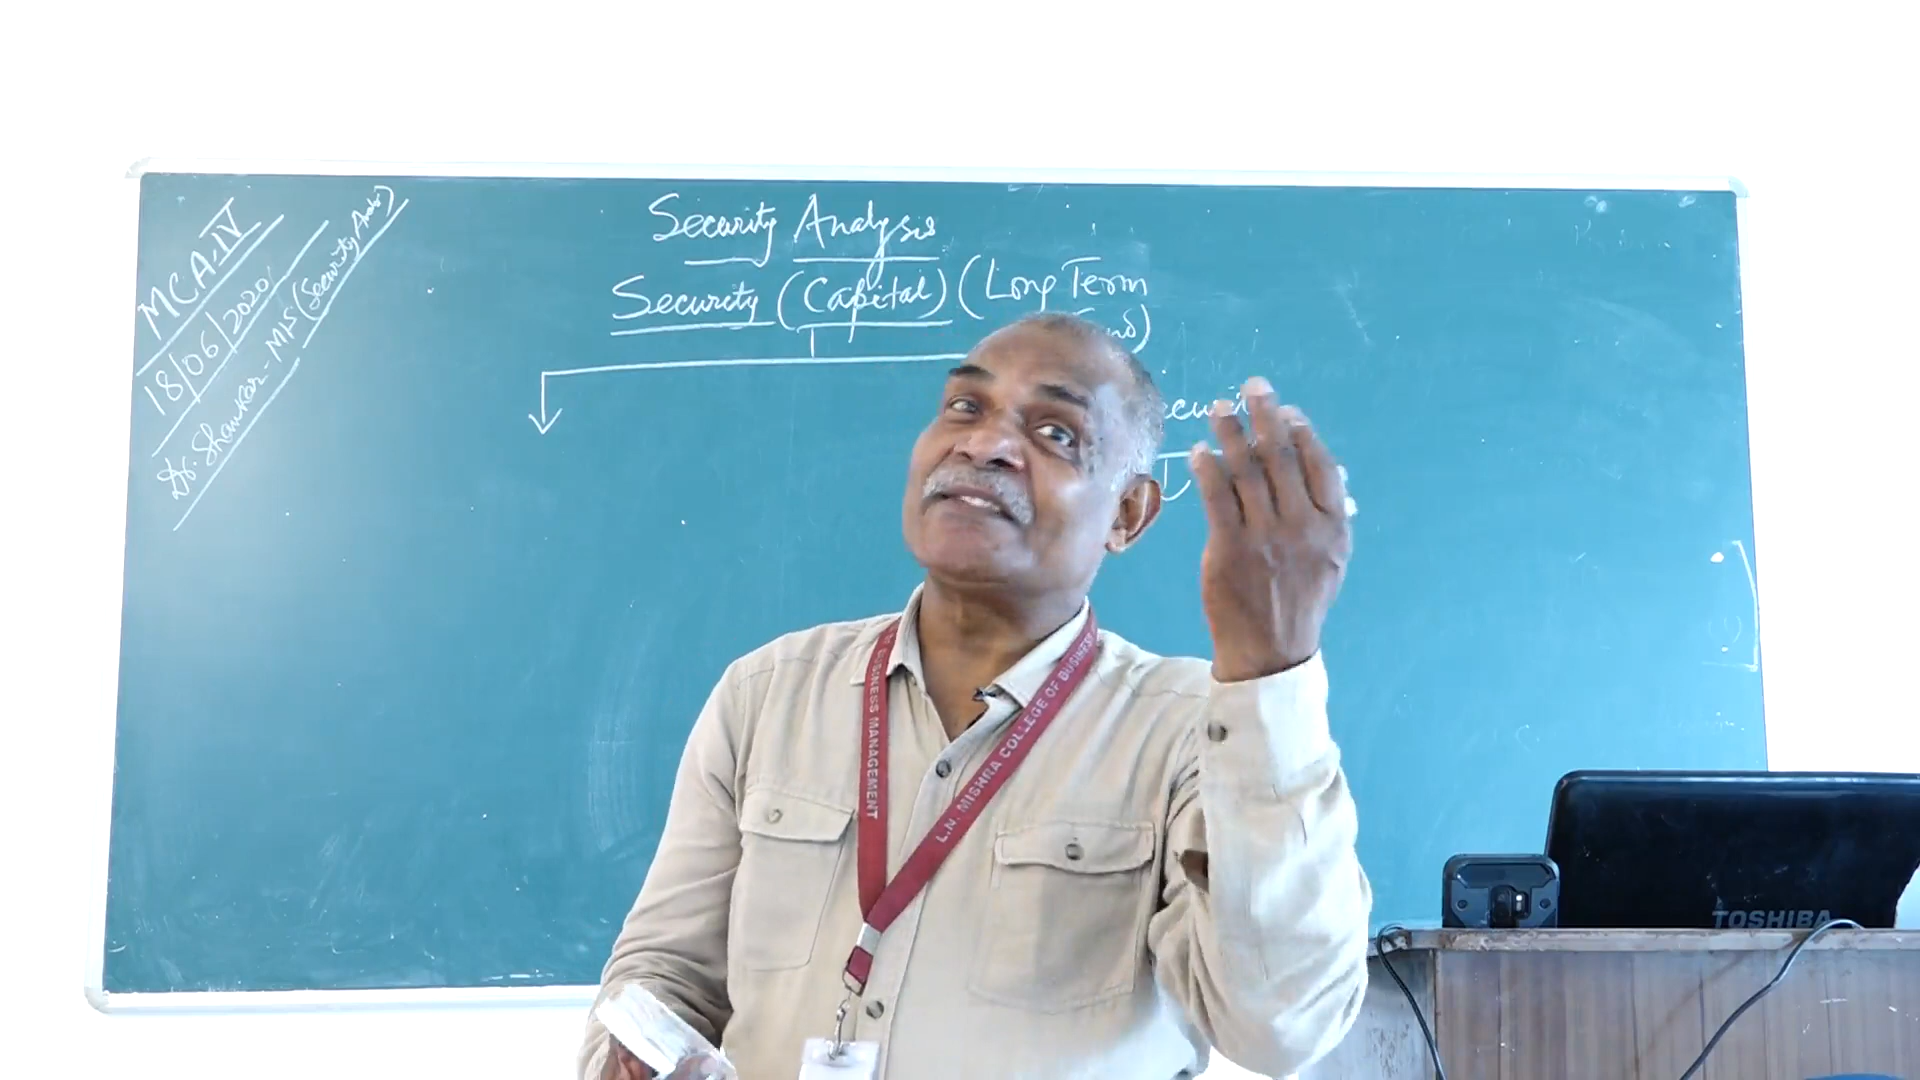 MCA-IV
18/06/2020
Dr. Shankar - MIS (Security Analysis)
Security Analysis
Security (Capital) (Long Term
BUSINESS MANAGEMENT
L.N. MISHRA COLLEGE OF BUSINESS
TOSHIBA